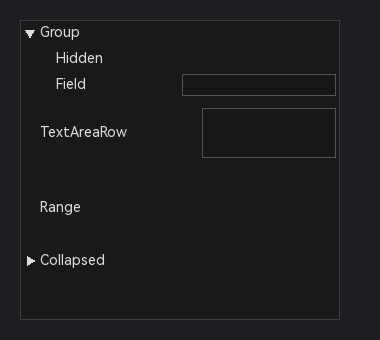 Group
Hidden
Field
TextAreaRow
Range
Collapsed